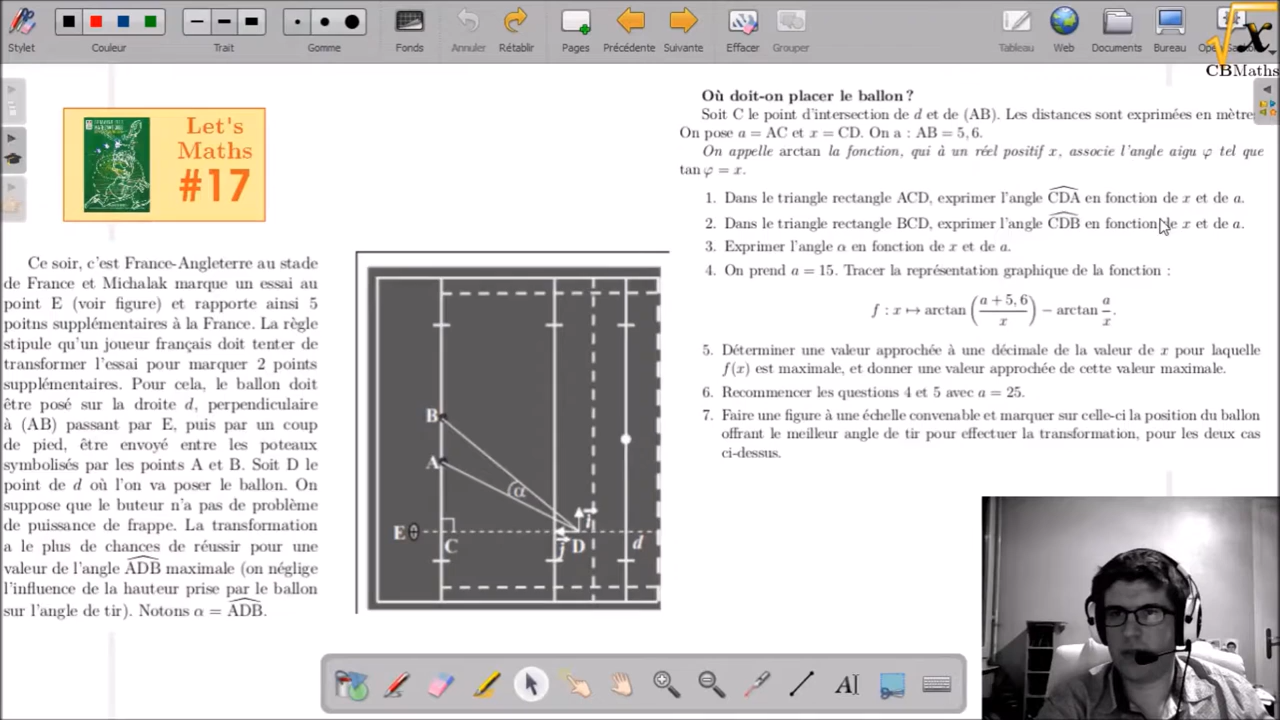 Stylet
Couleur
Trait
Gomme
Fonds
Annuler
Rétablir
Pages
Précédente
Suivante
Effacer
Grouper
Tableau
Web
Documents
Bureau
x
CBMaths
Let's
Maths
#17
Ce soir, c'est France-Angleterre au stade
de France et Michalak marque un essai au
point E (voir figure) et rapporte ainsi 5
poitns supplémentaires à la France. La règle
stipule qu'un joueur français doit tenter de
transformer l'essai pour marquer 2 points
supplémentaires. Pour cela, le ballon doit
être posé sur la droite d, perpendiculaire
à (AB) passant par E, puis par un coup
de pied, être envoyé entre les poteaux
symbolisés par les points A et B. Soit D le
point de d où l'on va poser le ballon. On
suppose que le buteur n'a pas de problème
de puissance de frappe. La transformation
a le plus de chances de réussir pour une
valeur de l'angle ADB maximale (on néglige
l'influence de la hauteur prise par le ballon
sur l'angle de tir). Notons α = ADB.
B
A
α
E
C
j
D
i
d
Où doit-on placer le ballon ?
Soit C le point d'intersection de d et de (AB). Les distances sont exprimées en mètre
On pose a = AC et x = CD. On a : AB = 5, 6.
On appelle arctan la fonction, qui à un réel positif x, associe l'angle aigu φ tel que
tan φ = x.
1. Dans le triangle rectangle ACD, exprimer l'angle CDA en fonction de x et de a.
2. Dans le triangle rectangle BCD, exprimer l'angle CDB en fonction de x et de a.
3. Exprimer l'angle α en fonction de x et de a.
4. On prend a = 15. Tracer la représentation graphique de la fonction :
f : x ↦ arctan ((a + 5, 6)/x) − arctan a/x.
5. Déterminer une valeur approchée à une décimale de la valeur de x pour laquelle
f(x) est maximale, et donner une valeur approchée de cette valeur maximale.
6. Recommencer les questions 4 et 5 avec a = 25.
7. Faire une figure à une échelle convenable et marquer sur celle-ci la position du ballon
offrant le meilleur angle de tir pour effectuer la transformation, pour les deux cas
ci-dessus.